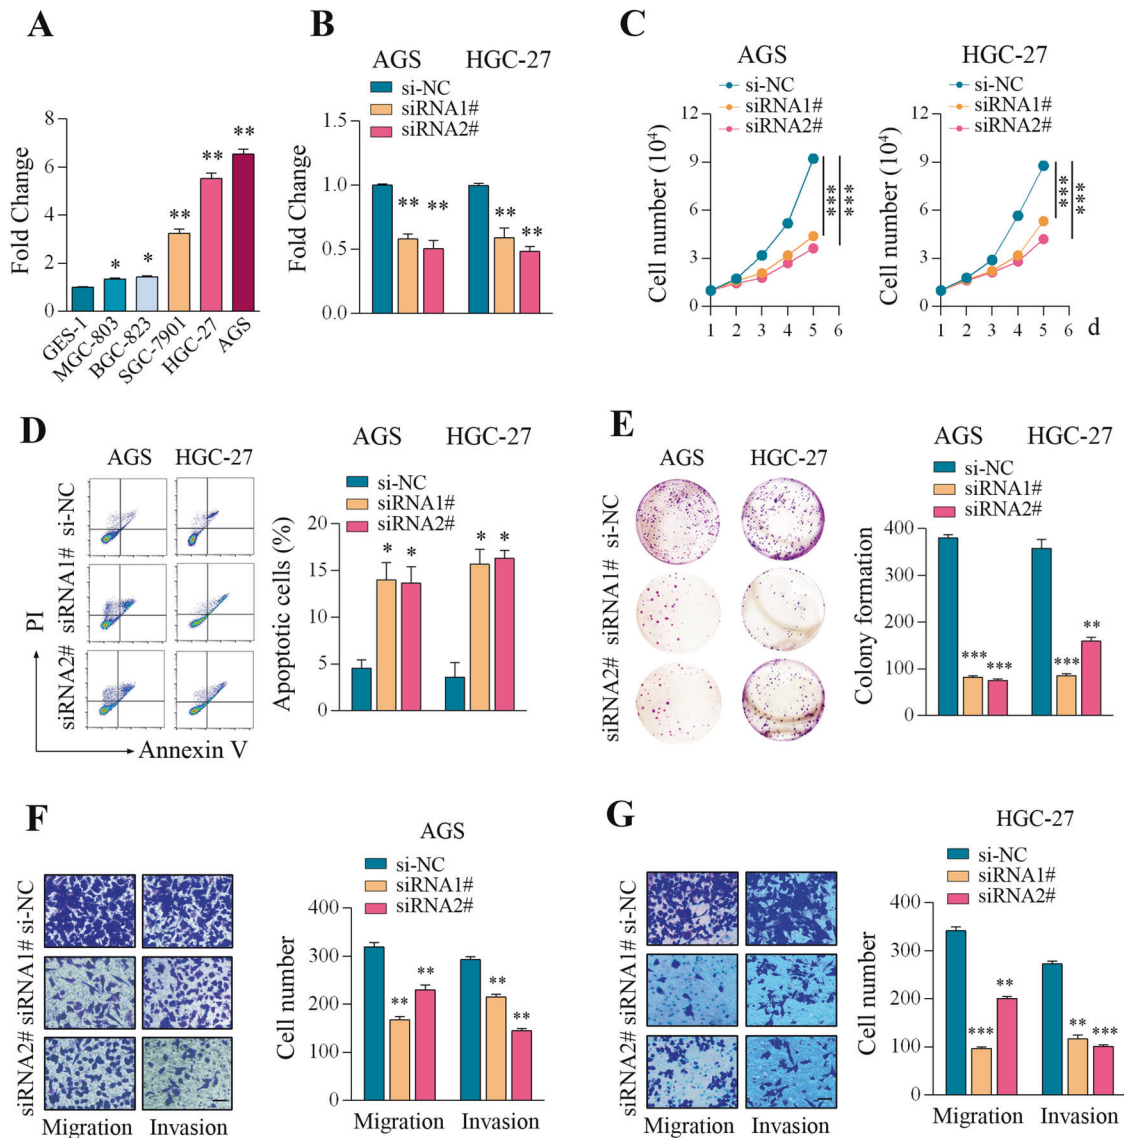 A
Fold Change
8
6
4
2
0
** ** ** * *
GES-1
MGC-803
BGC-823
SGC-7901
HGC-27
AGS
B
AGS HGC-27
si-NC
siRNA1#
siRNA2#
Fold Change
1.5
1.0
0.5
0.0
** ** ** **
C
AGS
si-NC
siRNA1#
siRNA2#
Cell number (10⁴)
12
9
6
3
0
1 2 3 4 5 6
***
***
HGC-27
si-NC
siRNA1#
siRNA2#
Cell number (10⁴)
12
9
6
3
0
1 2 3 4 5 6 d
***
***
D
AGS HGC-27
si-NC
siRNA1#
siRNA2#
PI
Annexin V
AGS HGC-27
si-NC
siRNA1#
siRNA2#
Apoptotic cells (%)
20
15
10
5
0
* * * *
E
AGS HGC-27
si-NC
siRNA1#
siRNA2#
AGS HGC-27
si-NC
siRNA1#
siRNA2#
Colony formation
400
300
200
100
0
*** *** *** **
F
si-NC
siRNA1#
siRNA2#
Migration Invasion
AGS
si-NC
siRNA1#
siRNA2#
Cell number
400
300
200
100
0
** ** ** **
Migration Invasion
G
si-NC
siRNA1#
siRNA2#
Migration Invasion
HGC-27
si-NC
siRNA1#
siRNA2#
Cell number
400
300
200
100
0
*** ** ** ***
Migration Invasion